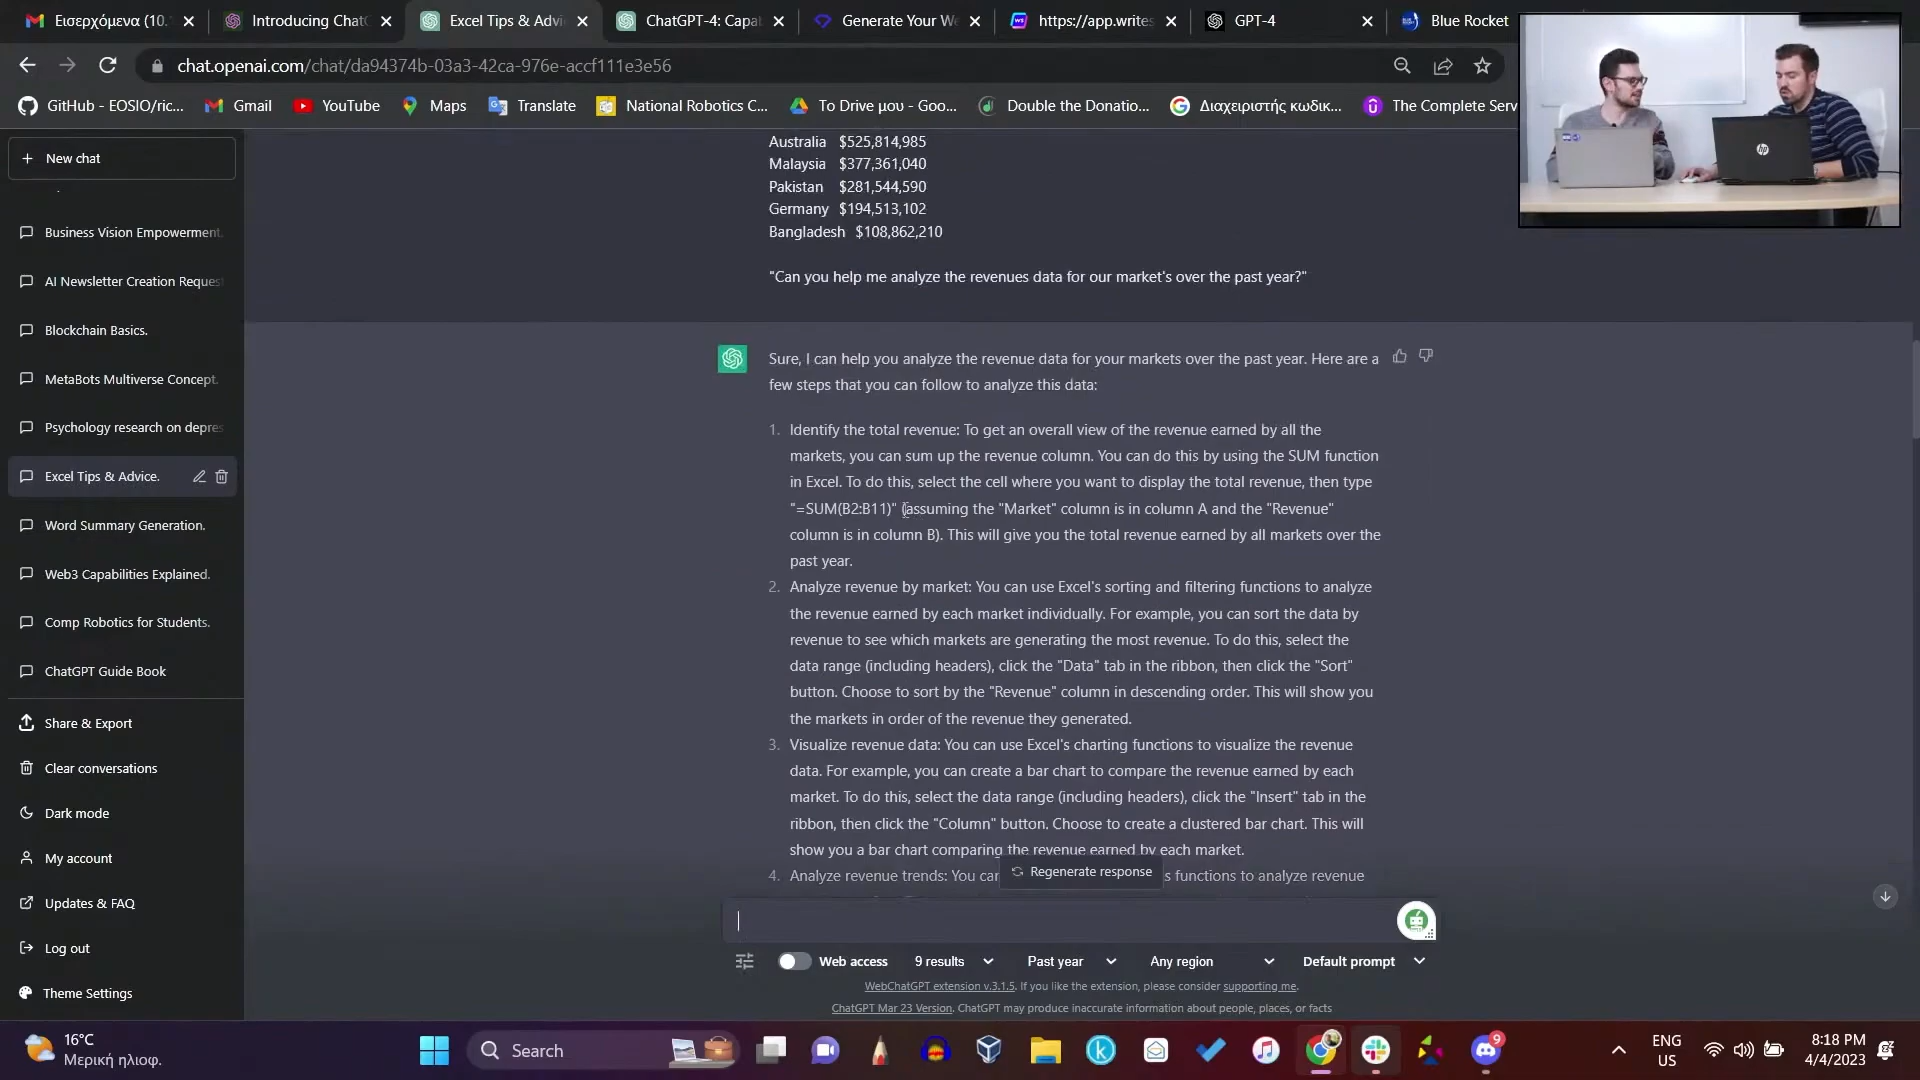 Εισερχόμενα (10.
Introducing ChatG
Excel Tips & Advi
ChatGPT-4: Capa
Generate Your We
https://app.writes
GPT-4
Blue Rocket
chat.openai.com/chat/da94374b-03a3-42ca-976e-accf111e3e56
GitHub - EOSIO/ric...
Gmail
YouTube
Maps
Translate
National Robotics C...
To Drive μου - Goo...
Double the Donatio...
Διαχειριστής κωδικ...
The Complete Serv
+ New chat
Business Vision Empowerment.
AI Newsletter Creation Reques
Blockchain Basics.
MetaBots Multiverse Concept.
Psychology research on depres
Excel Tips & Advice.
Word Summary Generation.
Web3 Capabilities Explained.
Comp Robotics for Students.
ChatGPT Guide Book
Share & Export
Clear conversations
Dark mode
My account
Updates & FAQ
Log out
Theme Settings
Australia $525,814,985
Malaysia $377,361,040
Pakistan $281,544,590
Germany $194,513,102
Bangladesh $108,862,210
"Can you help me analyze the revenues data for our market's over the past year?"
Sure, I can help you analyze the revenue data for your markets over the past year. Here are a
few steps that you can follow to analyze this data:
1. Identify the total revenue: To get an overall view of the revenue earned by all the
markets, you can sum up the revenue column. You can do this by using the SUM function
in Excel. To do this, select the cell where you want to display the total revenue, then type
"=SUM(B2:B11)" (assuming the "Market" column is in column A and the "Revenue"
column is in column B). This will give you the total revenue earned by all markets over the
past year.
2. Analyze revenue by market: You can use Excel's sorting and filtering functions to analyze
the revenue earned by each market individually. For example, you can sort the data by
revenue to see which markets are generating the most revenue. To do this, select the
data range (including headers), click the "Data" tab in the ribbon, then click the "Sort"
button. Choose to sort by the "Revenue" column in descending order. This will show you
the markets in order of the revenue they generated.
3. Visualize revenue data: You can use Excel's charting functions to visualize the revenue
data. For example, you can create a bar chart to compare the revenue earned by each
market. To do this, select the data range (including headers), click the "Insert" tab in the
ribbon, then click the "Column" button. Choose to create a clustered bar chart. This will
show you a bar chart comparing the revenue earned by each market.
4. Analyze revenue trends: You can
s functions to analyze revenue
Regenerate response
Web access
9 results
Past year
Any region
Default prompt
WebChatGPT extension v.3.1.5. If you like the extension, please consider supporting me.
ChatGPT Mar 23 Version. ChatGPT may produce inaccurate information about people, places, or facts
16°C
Μερική ηλιοφ.
Search
9
ENG
US
8:18 PM
4/4/2023
hp